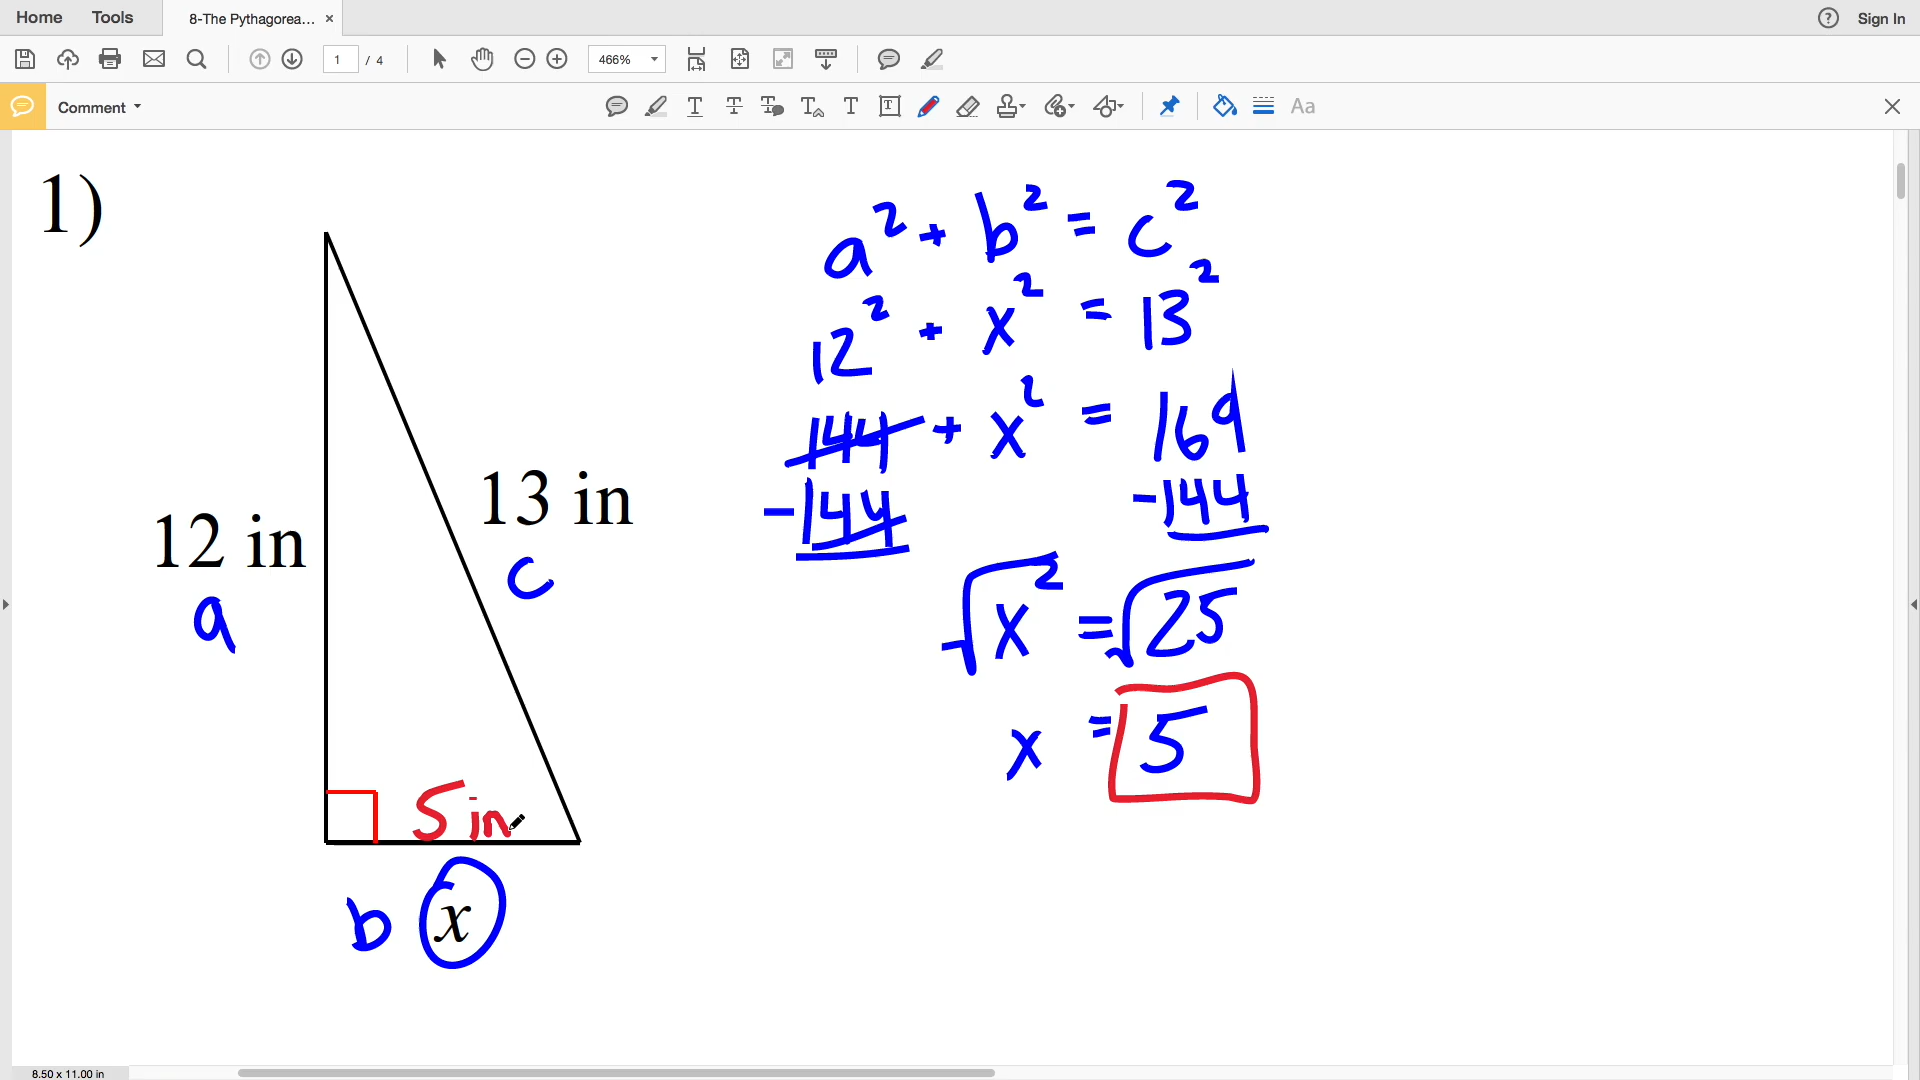 Home Tools 8-The Pythagorea... × ? Sign In
1 / 4 466%
Comment T T T T T T Aa
1)
a² + b² = c²
12² + x² = 13²
144 + x² = 169
-144 -144
√x² = √25
x = 5
13 in
c
12 in
a
5 in
b x
8.50 x 11.00 in